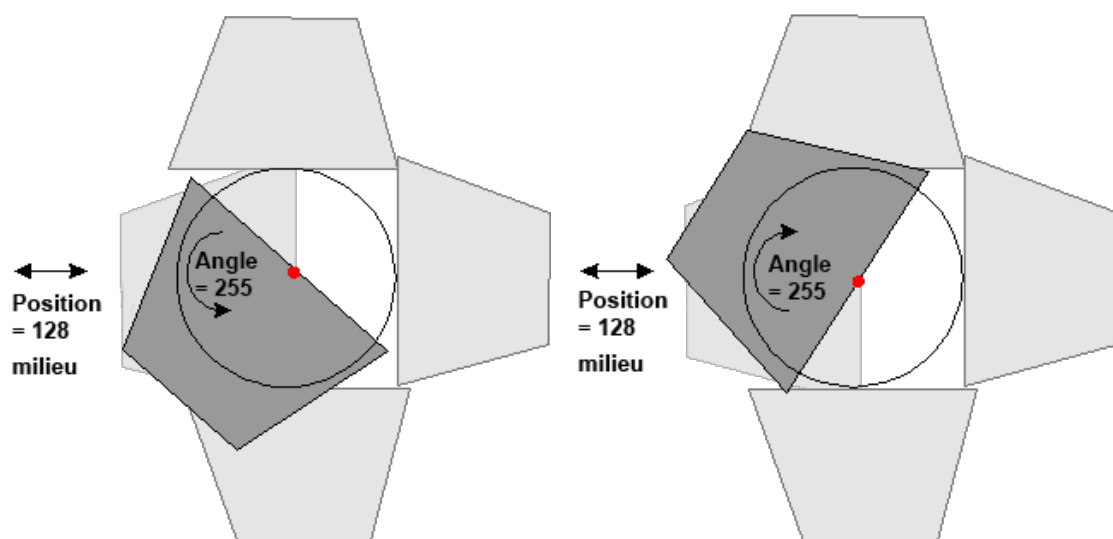 Angle
= 255
Position
= 128
milieu
Angle
= 255
Position
= 128
milieu